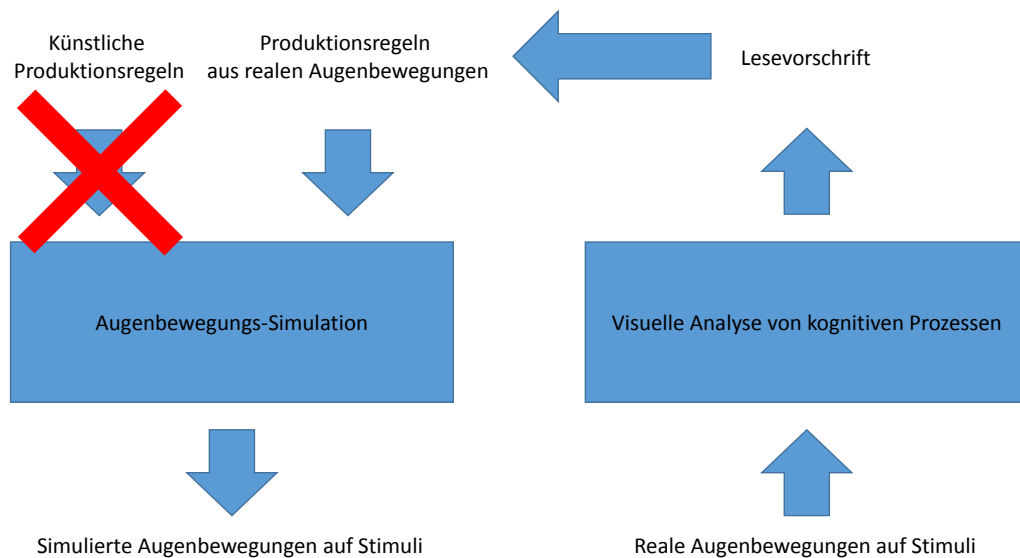 Künstliche
Produktionsregeln
Produktionsregeln
aus realen Augenbewegungen
Lesevorschrift
Augenbewegungs-Simulation
Visuelle Analyse von kognitiven Prozessen
Simulierte Augenbewegungen auf Stimuli
Reale Augenbewegungen auf Stimuli